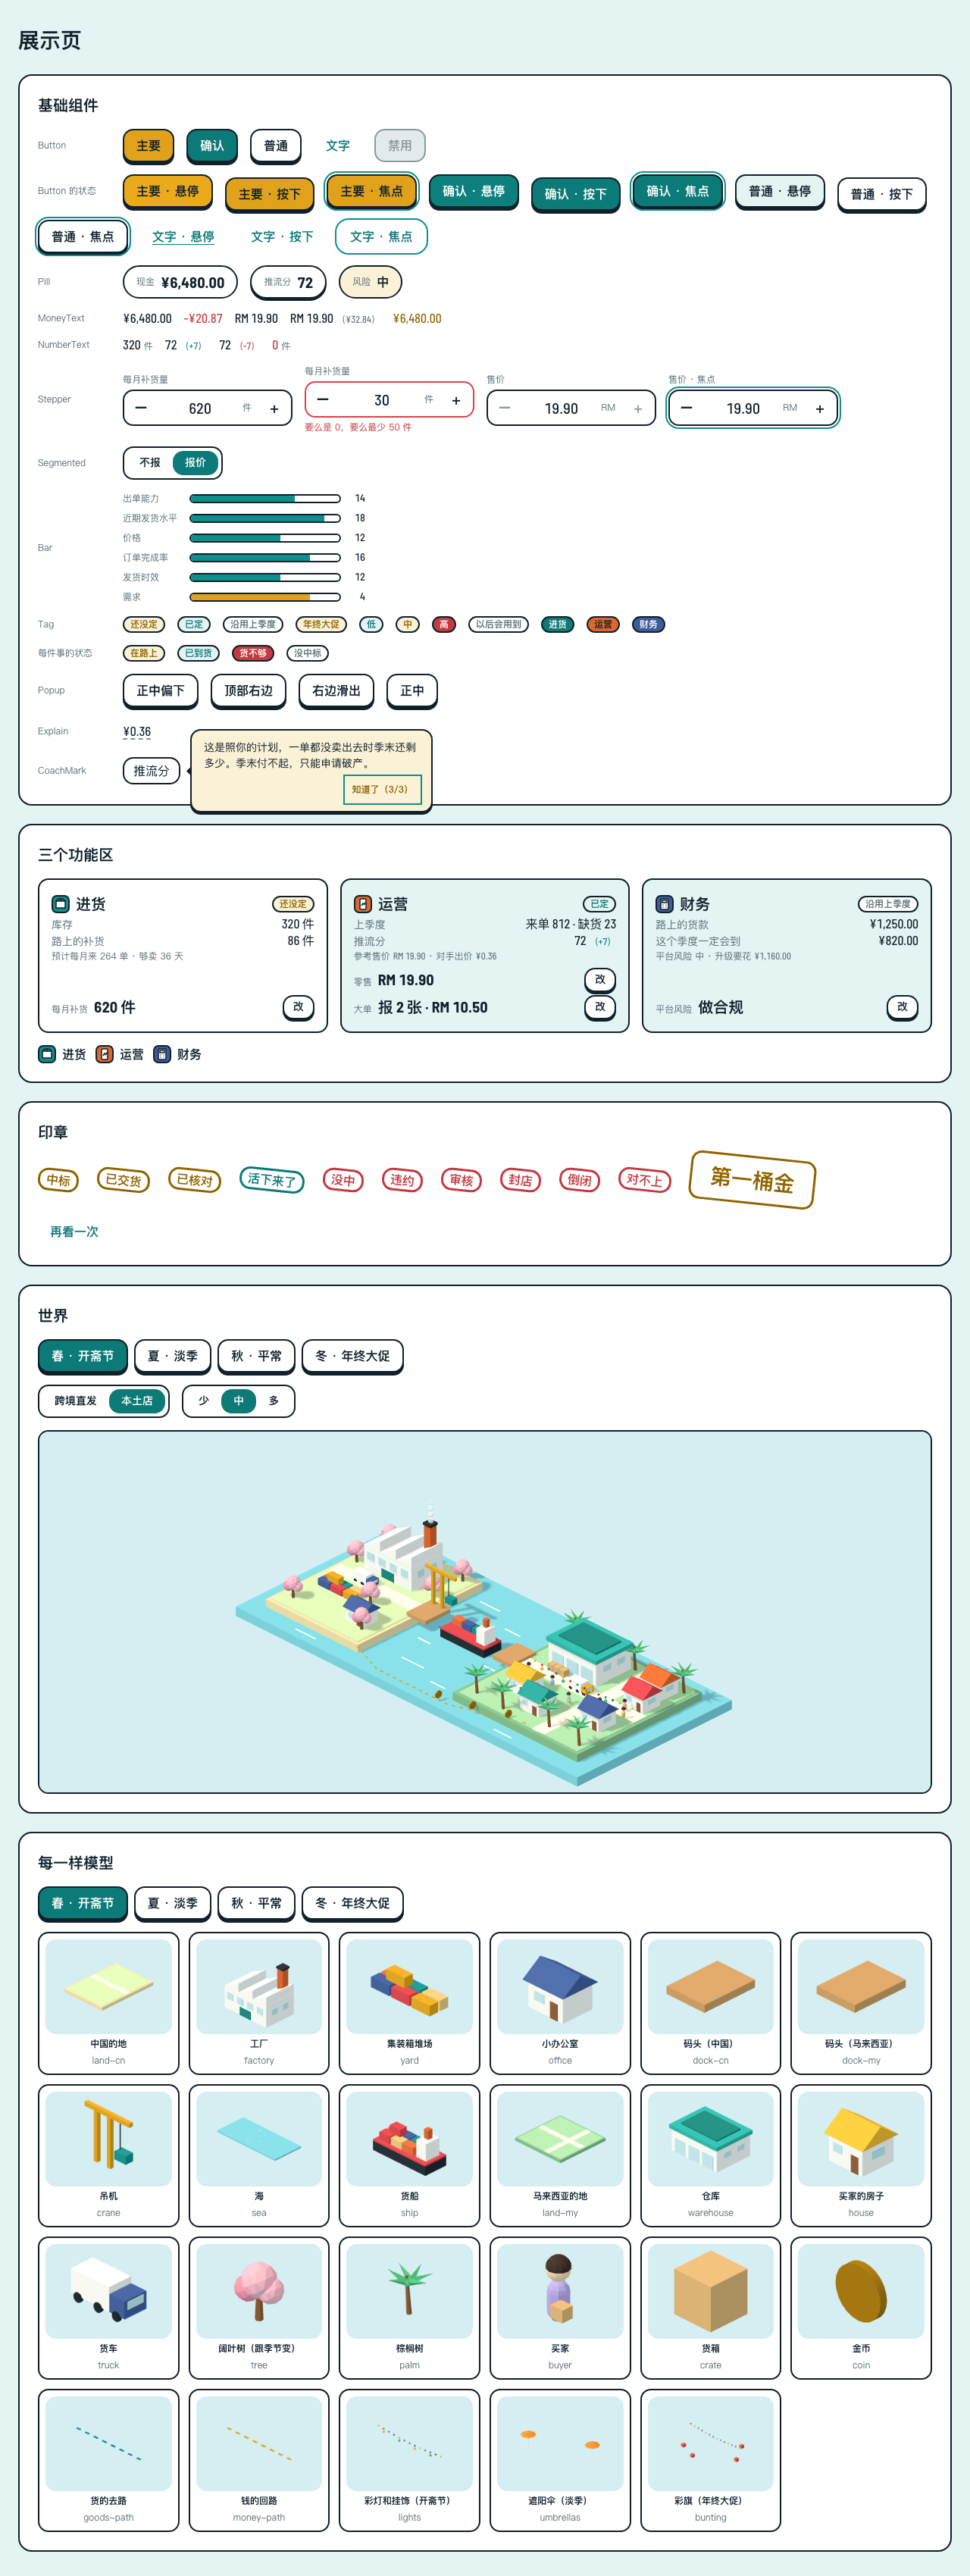 展示页
基础组件
Button 主要 确认 普通 文字 禁用
Button 的状态 主要 · 悬停 主要 · 按下 主要 · 焦点 确认 · 悬停 确认 · 按下 确认 · 焦点 普通 · 悬停 普通 · 按下
普通 · 焦点 文字 · 悬停 文字 · 按下 文字 · 焦点
Pill 现金 ¥6,480.00 推流分 72 风险 中
MoneyText ¥6,480.00 -¥20.87 RM 19.90 RM 19.90 (¥32.84) ¥6,480.00
NumberText 320 件 72 (+7) 72 (-7) 0 件
每月补货量 每月补货量 售价 售价 · 焦点
Stepper − 620 件 + − 30 件 + − 19.90 RM + − 19.90 RM +
要么是 0，要么最少 50 件
Segmented 不报 报价
出单能力 14
近期发货水平 18
价格 12
Bar
订单完成率 16
发货时效 12
需求 4
Tag 还没定 已定 沿用上季度 年终大促 低 中 高 以后会用到 进货 运营 财务
每件事的状态 在路上 已到货 货不够 没中标
Popup 正中偏下 顶部右边 右边滑出 正中
Explain ¥0.36
CoachMark 推流分
这是照你的计划，一单都没卖出去时季末还剩
多少。季末付不起，只能申请破产。
知道了（3/3）
三个功能区
进货 还没定
库存 320 件
路上的补货 86 件
预计每月来 264 单 · 够卖 36 天
每月补货 620 件 改
运营 已定
上季度 来单 812 · 缺货 23
推流分 72 (+7)
参考售价 RM 19.90 · 对手出价 ¥0.36
零售 RM 19.90 改
大单 报 2 张 · RM 10.50 改
财务 沿用上季度
路上的货款 ¥1,250.00
这个季度一定会到 ¥820.00
平台风险 中 · 升级要花 ¥1,160.00
平台风险 做合规 改
进货 运营 财务
印章
中标 已交货 已核对 活下来了 没中 违约 审核 封店 倒闭 对不上 第一桶金
再看一次
世界
春 · 开斋节 夏 · 淡季 秋 · 平常 冬 · 年终大促
跨境直发 本土店 少 中 多
每一样模型
春 · 开斋节 夏 · 淡季 秋 · 平常 冬 · 年终大促
中国的地 工厂 集装箱堆场 小办公室 码头（中国） 码头（马来西亚）
land-cn factory yard office dock-cn dock-my
吊机 海 货船 马来西亚的地 仓库 买家的房子
crane sea ship land-my warehouse house
货车 阔叶树（跟季节变） 棕榈树 买家 货箱 金币
truck tree palm buyer crate coin
货的去路 钱的回路 彩灯和挂饰（开斋节） 遮阳伞（淡季） 彩旗（年终大促）
goods-path money-path lights umbrellas bunting